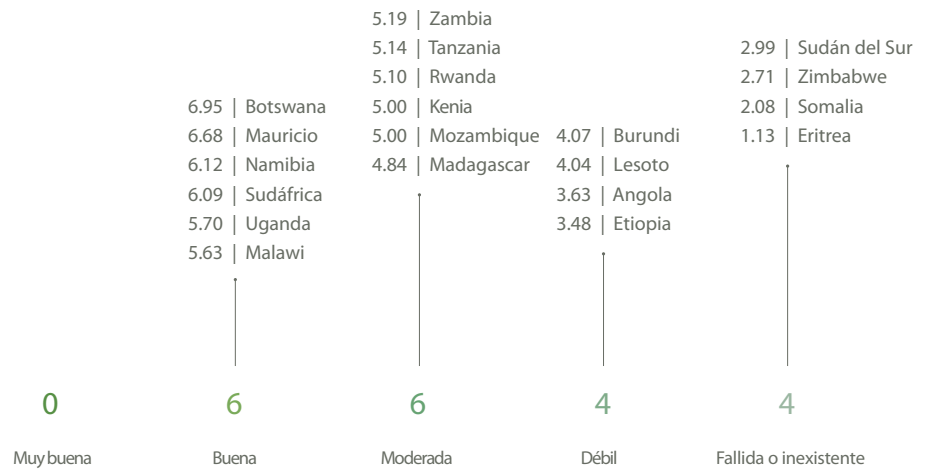 5.19 | Zambia
5.14 | Tanzania
5.10 | Rwanda
5.00 | Kenia
5.00 | Mozambique
4.84 | Madagascar
2.99 | Sudán del Sur
2.71 | Zimbabwe
2.08 | Somalia
1.13 | Eritrea
6.95 | Botswana
6.68 | Mauricio
6.12 | Namibia
6.09 | Sudáfrica
5.70 | Uganda
5.63 | Malawi
4.07 | Burundi
4.04 | Lesoto
3.63 | Angola
3.48 | Etiopia
0 6 6 4 4
Muy buena Buena Moderada Débil Fallida o inexistente